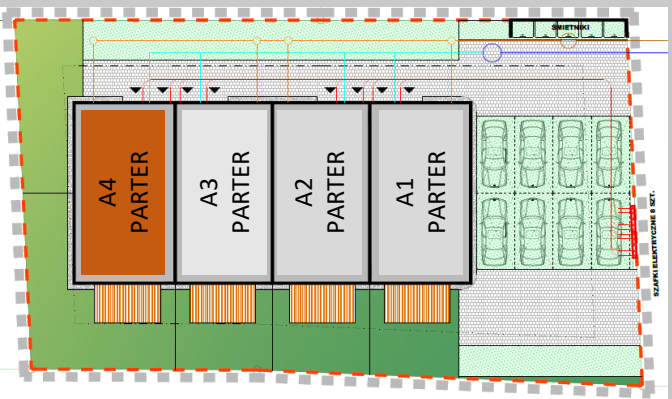 ŚMIETNIKI
A4
PARTER
A3
PARTER
A2
PARTER
A1
PARTER
SZAFKI ELEKTRYCZNE 8 SZT.